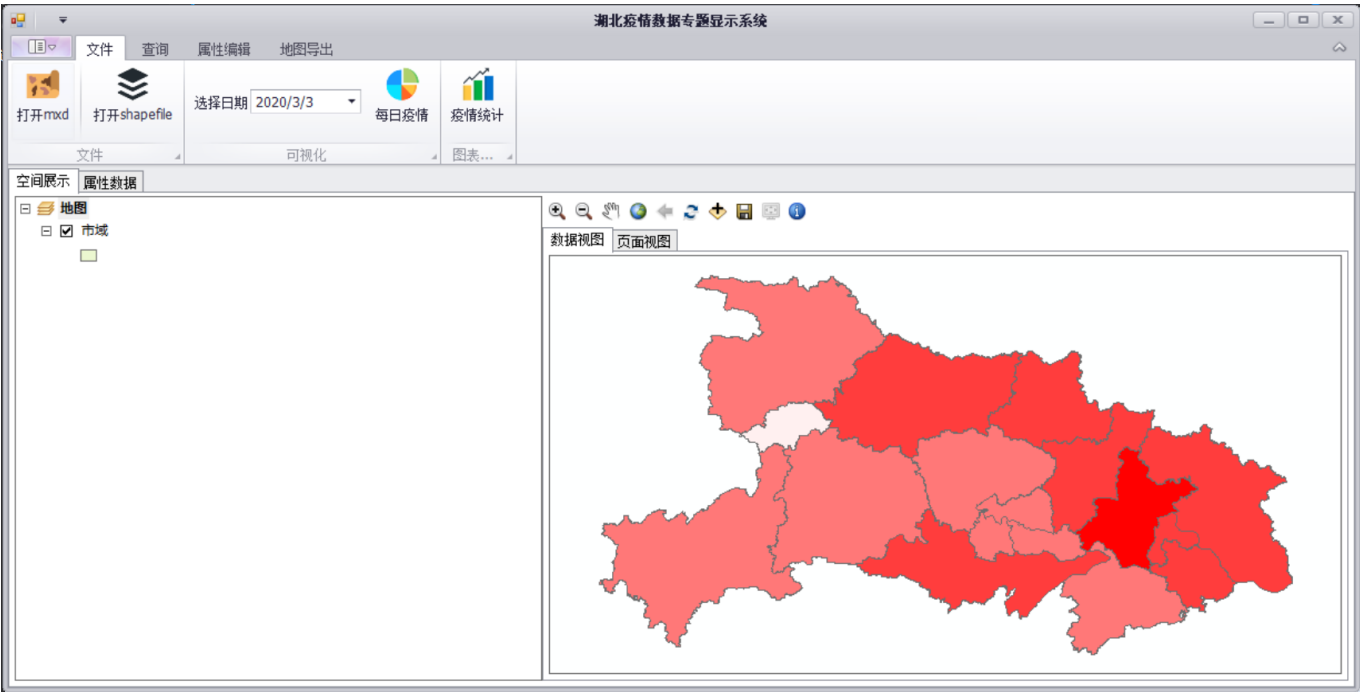 湖北疫情数据专题显示系统
文件 查询 属性编辑 地图导出
选择日期 2020/3/3
打开mxd 打开shapefile 每日疫情 疫情统计
文件 可视化 图表...
空间展示 属性数据
地图
市域
数据视图 页面视图